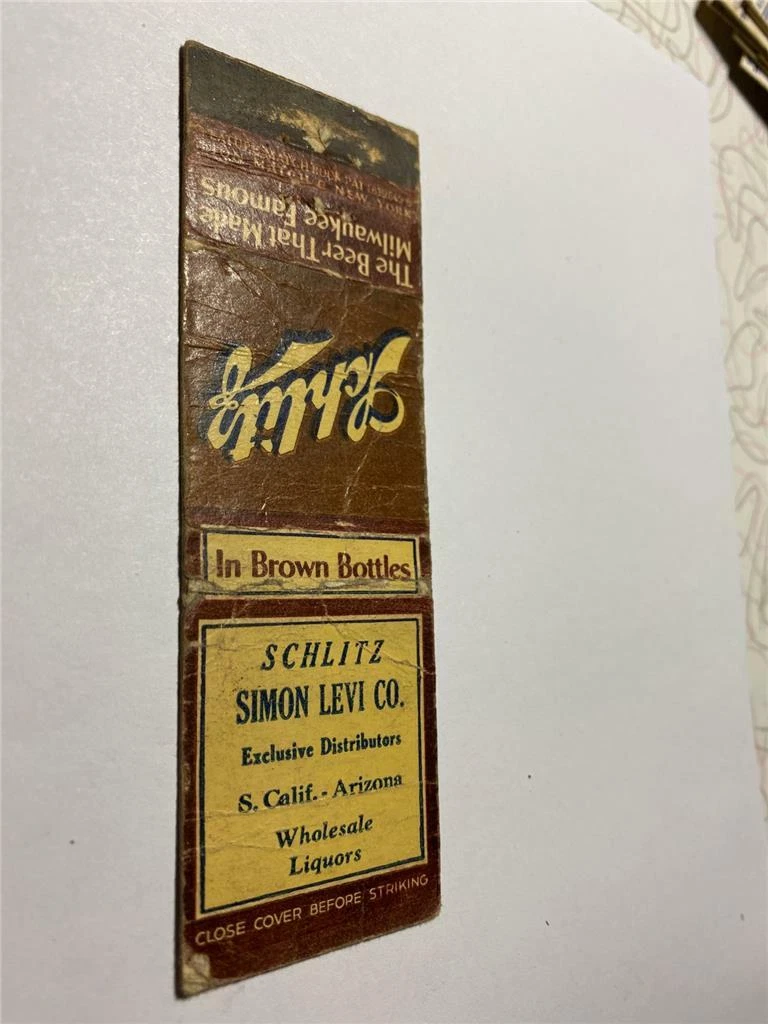 The Beer That Made
Milwaukee Famous
Schlitz
In Brown Bottles
SCHLITZ
SIMON LEVI CO.
Exclusive Distributors
S. Calif. - Arizona
Wholesale
Liquors
CLOSE COVER BEFORE STRIKING